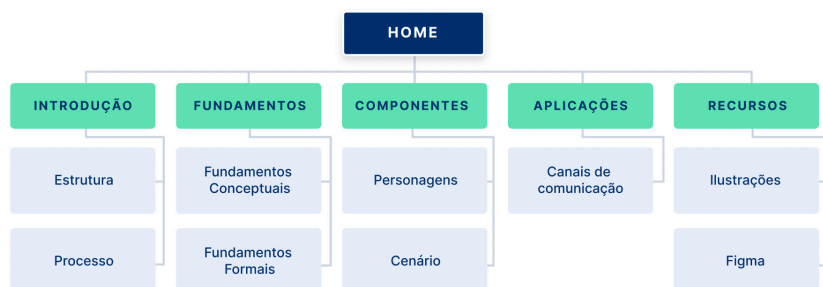 HOME
INTRODUÇÃO
FUNDAMENTOS
COMPONENTES
APLICAÇÕES
RECURSOS
Estrutura
Fundamentos
Conceptuais
Personagens
Canais de
comunicação
Ilustrações
Processo
Fundamentos
Formais
Cenário
Figma